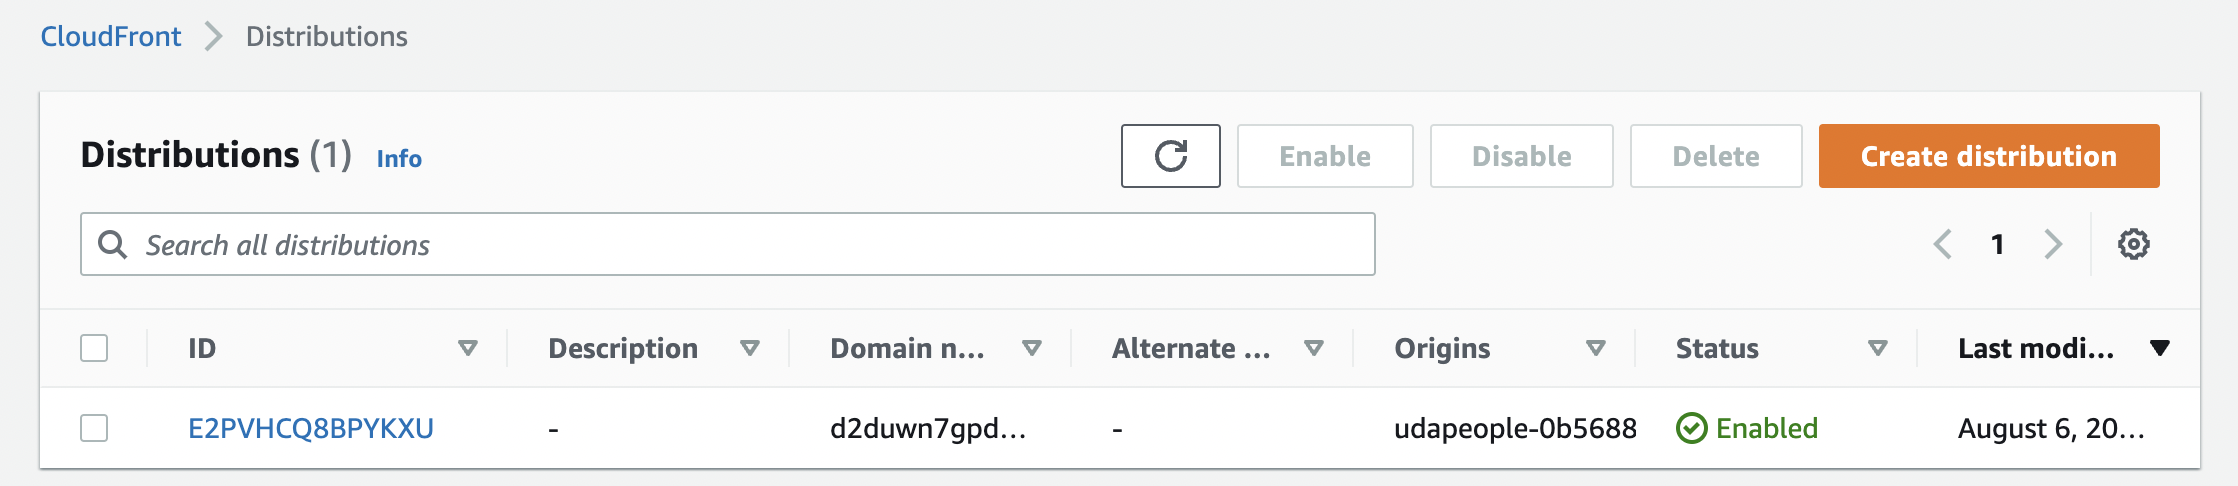 CloudFront > Distributions
Distributions (1) Info
Enable Disable Delete Create distribution
Search all distributions
1
ID Description Domain n... Alternate ... Origins Status Last modi...
E2PVHCQ8BPYKXU - d2duwn7gpd... - udapeople-0b5688 Enabled August 6, 20...